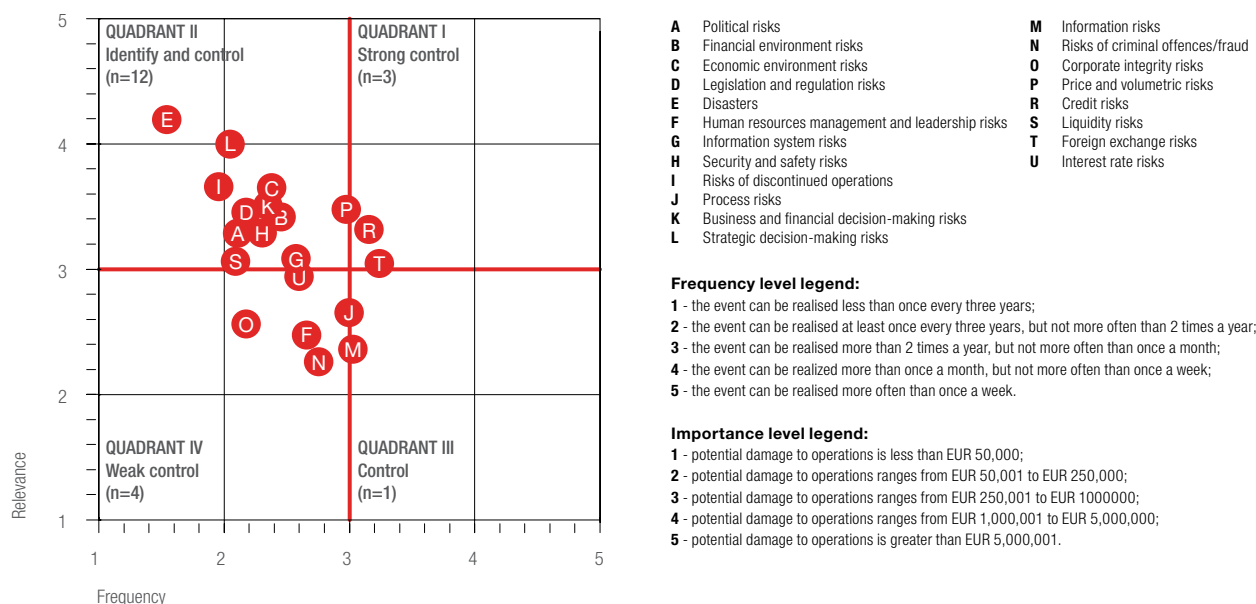 5
QUADRANT II
Identify and control
(n=12)
QUADRANT I
Strong control
(n=3)
E
4
L
I
C
K
D
B
P
A
H
R
S
G
T
3
U
J
O
F
M
N
2
QUADRANT IV
Weak control
(n=4)
QUADRANT III
Control
(n=1)
Relevance
1
1 2 3 4 5
Frequency
A Political risks
B Financial environment risks
C Economic environment risks
D Legislation and regulation risks
E Disasters
F Human resources management and leadership risks
G Information system risks
H Security and safety risks
I Risks of discontinued operations
J Process risks
K Business and financial decision-making risks
L Strategic decision-making risks
M Information risks
N Risks of criminal offences/fraud
O Corporate integrity risks
P Price and volumetric risks
R Credit risks
S Liquidity risks
T Foreign exchange risks
U Interest rate risks
Frequency level legend:
1 - the event can be realised less than once every three years;
2 - the event can be realised at least once every three years, but not more often than 2 times a year;
3 - the event can be realised more than 2 times a year, but not more often than once a month;
4 - the event can be realized more than once a month, but not more often than once a week;
5 - the event can be realised more often than once a week.
Importance level legend:
1 - potential damage to operations is less than EUR 50,000;
2 - potential damage to operations ranges from EUR 50,001 to EUR 250,000;
3 - potential damage to operations ranges from EUR 250,001 to EUR 1000000;
4 - potential damage to operations ranges from EUR 1,000,001 to EUR 5,000,000;
5 - potential damage to operations is greater than EUR 5,000,001.